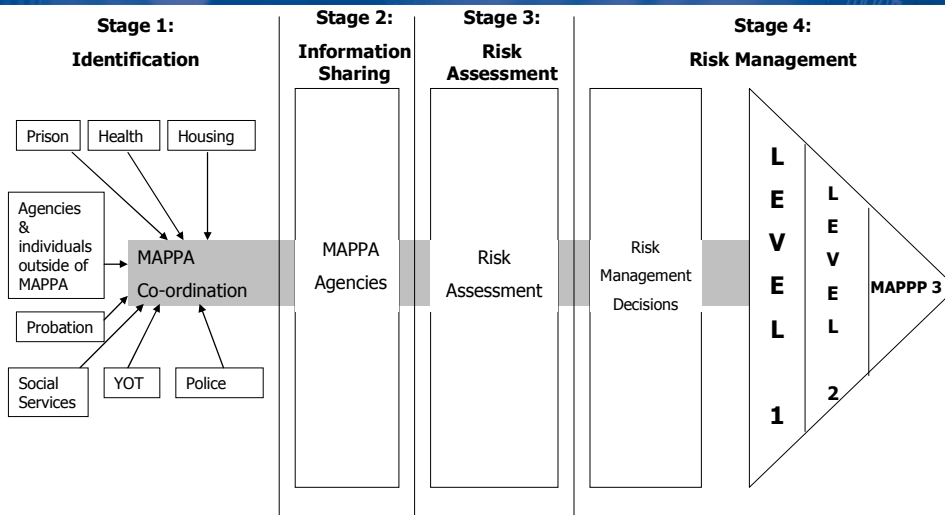 Stage 1:
Identification
Stage 2:
Information
Sharing
Stage 3:
Risk
Assessment
Stage 4:
Risk Management
Prison
Health
Housing
Agencies
&
individuals
outside of
MAPPA
MAPPA
Co-ordination
Probation
Social
Services
YOT
Police
MAPPA
Agencies
Risk
Assessment
Risk
Management
Decisions
L
E
V
E
L
1
L
E
V
E
L
2
MAPPP 3